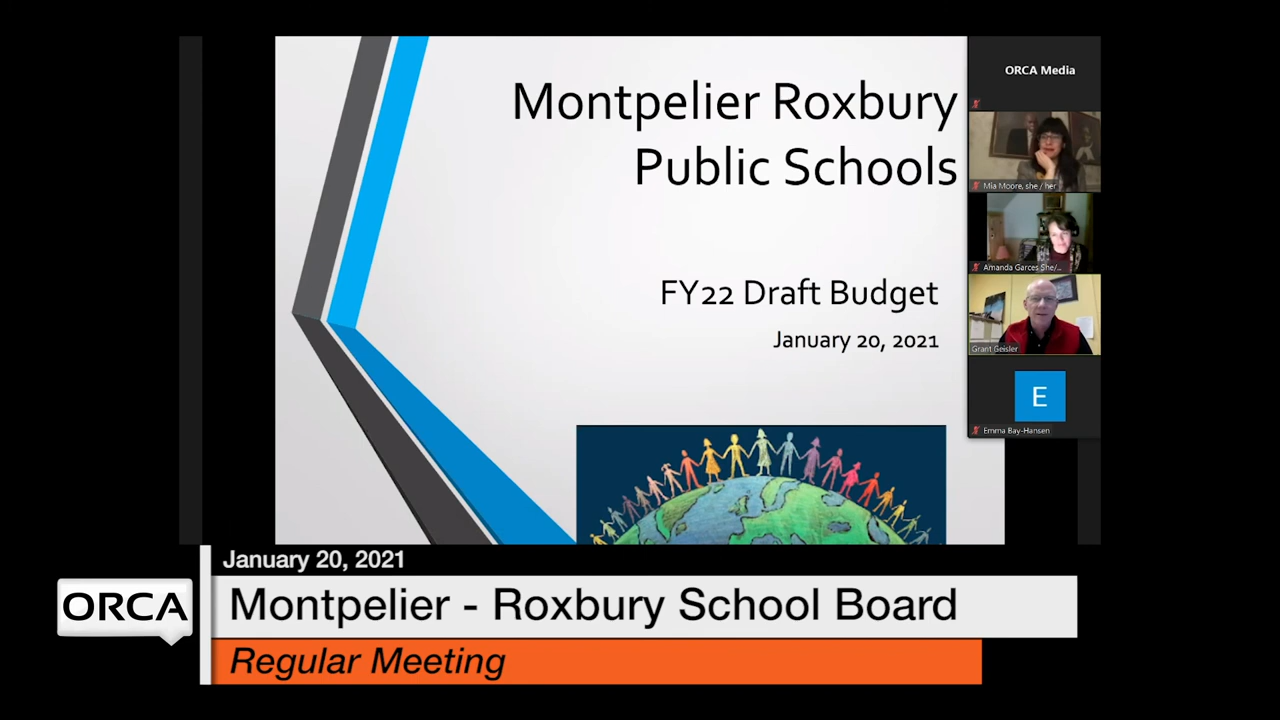 Montpelier Roxbury
Public Schools
FY22 Draft Budget
January 20, 2021
ORCA Media
Mia Moore, she / her
Amanda Garces She/...
Grant Geisler
E
Emma Bay-Hansen
January 20, 2021
ORCA
Montpelier - Roxbury School Board
Regular Meeting